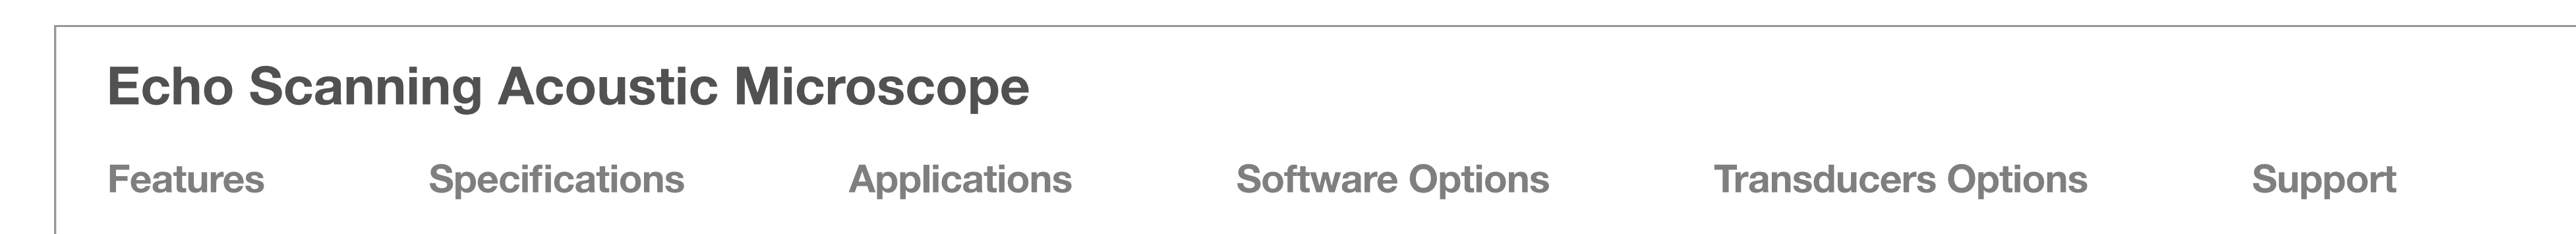 Echo Scanning Acoustic Microscope
Features Specifications Applications Software Options Transducers Options Support